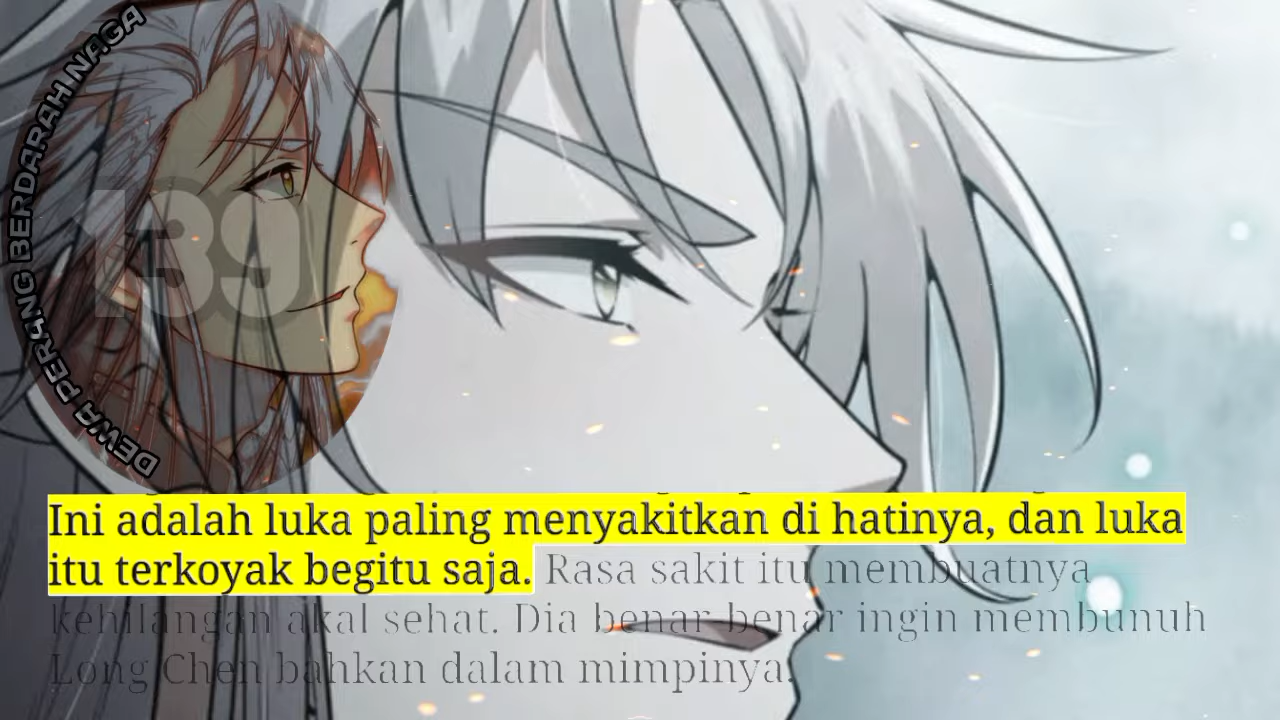 DEWA PERANG BERDARAH NAGA
139
Ini adalah luka paling menyakitkan di hatinya, dan luka
itu terkoyak begitu saja. Rasa sakit itu membuatnya
kehilangan akal sehat. Dia benar-benar ingin membunuh
Long Chen bahkan dalam mimpinya.